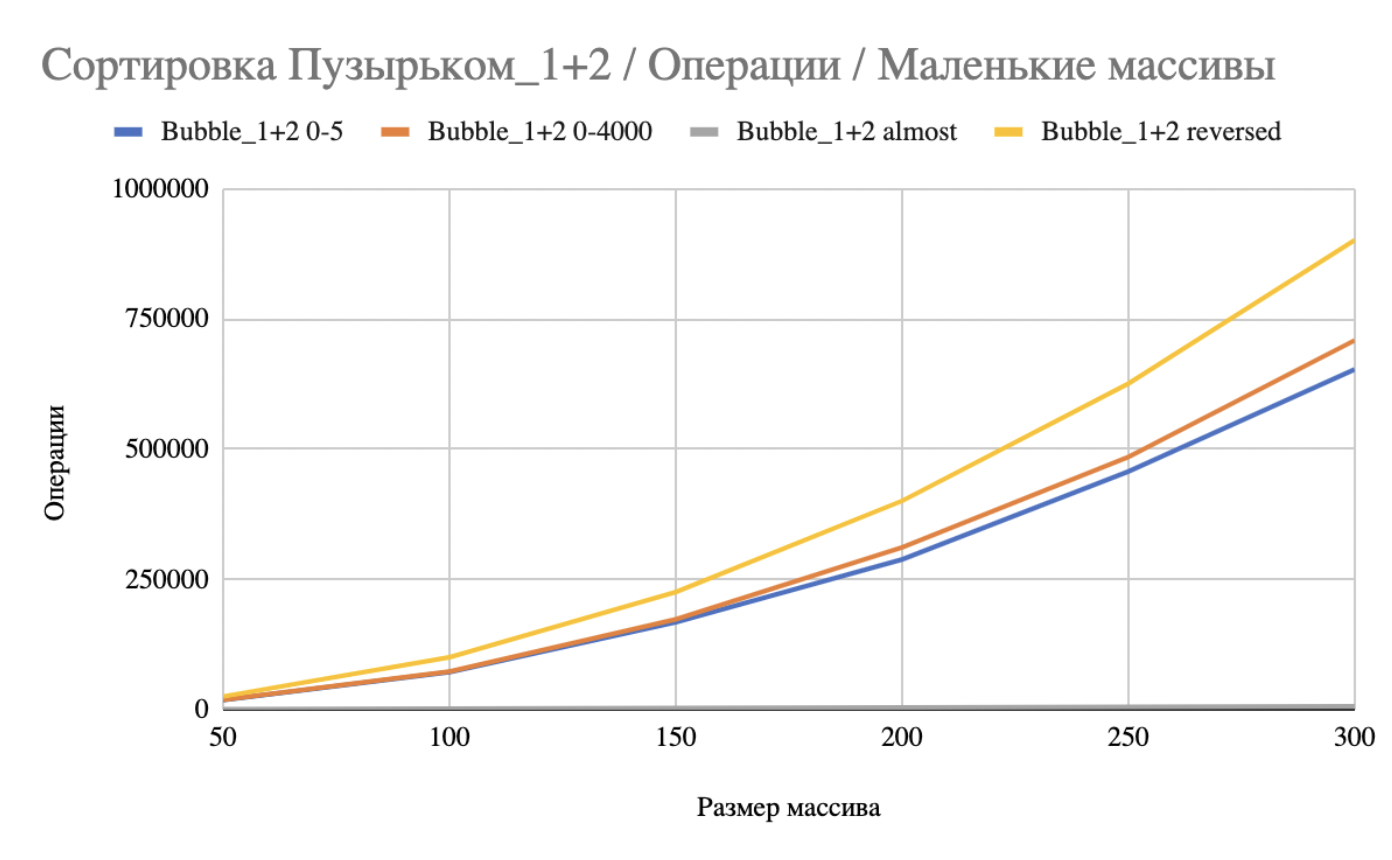 Сортировка Пузырьком_1+2 / Операции / Маленькие массивы
Bubble_1+2 0-5 Bubble_1+2 0-4000 Bubble_1+2 almost Bubble_1+2 reversed
1000000
750000
500000
250000
0
Операции
50 100 150 200 250 300
Размер массива